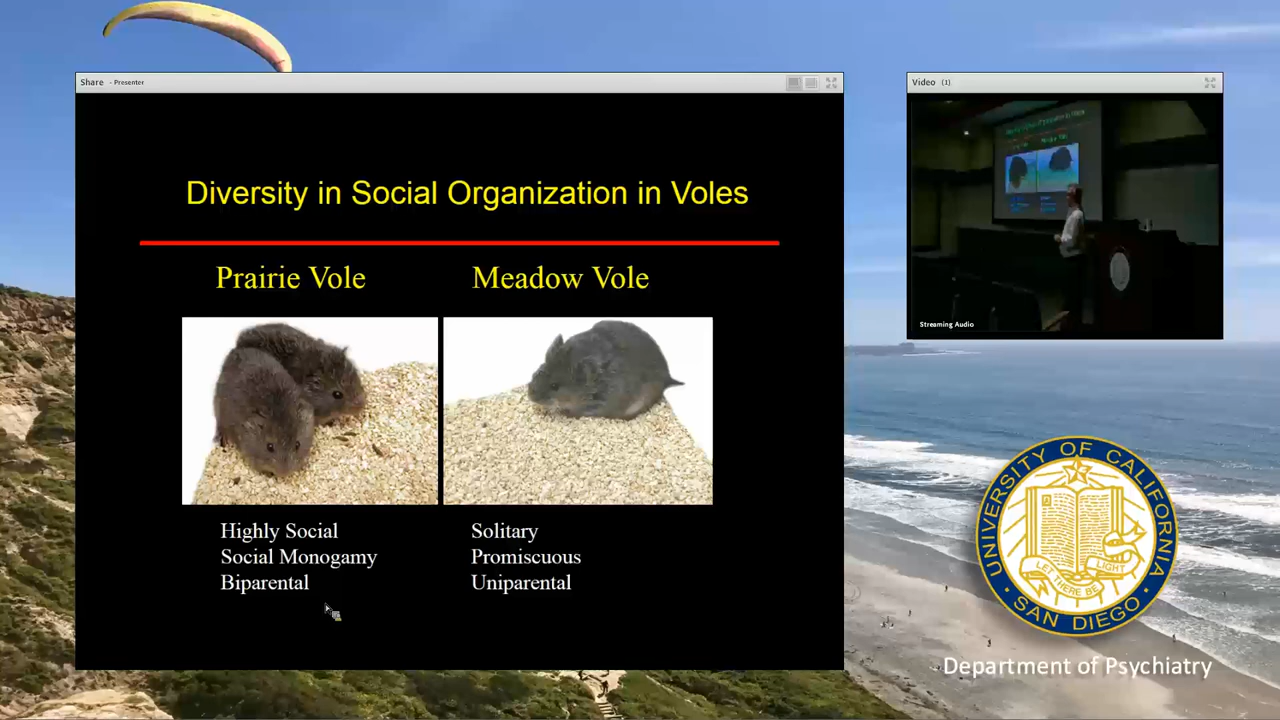 Share - Presenter
Diversity in Social Organization in Voles
Prairie Vole
Meadow Vole
Highly Social
Social Monogamy
Biparental
Solitary
Promiscuous
Uniparental
Video (1)
Streaming Audio
UNIVERSITY OF CALIFORNIA
LET THERE BE LIGHT
SAN DIEGO
Department of Psychiatry